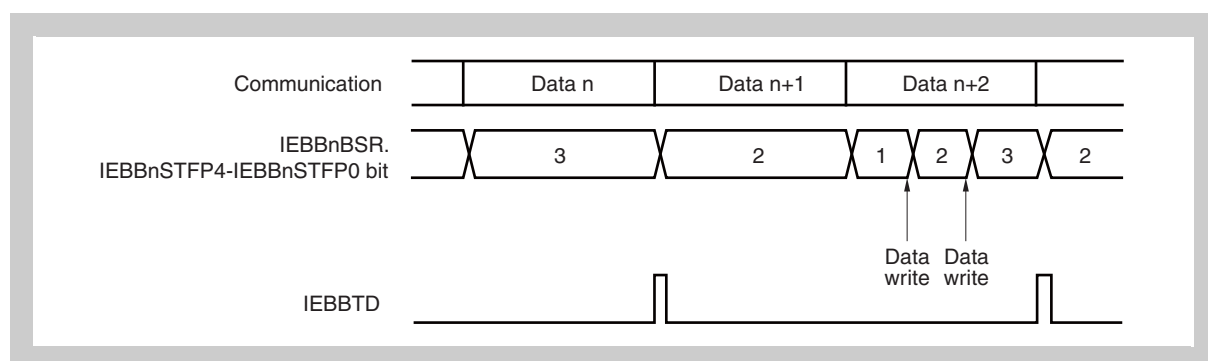 Communication Data n Data n+1 Data n+2
IEBBnBSR.
IEBBnSTFP4-IEBBnSTFP0 bit
3 2 1 2 3 2
Data Data
write write
IEBBTD